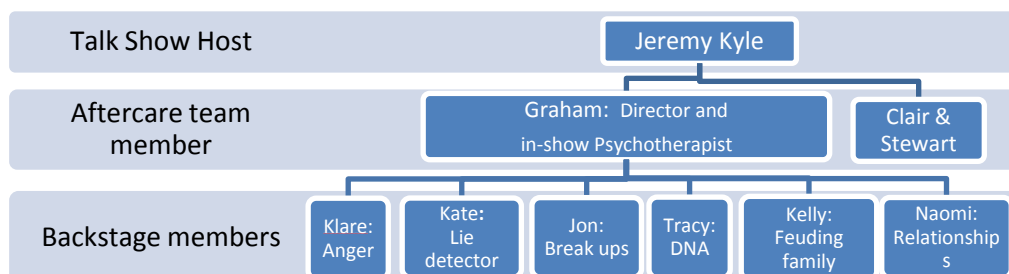 Talk Show Host
Jeremy Kyle
Aftercare team
member
Graham: Director and
in-show Psychotherapist
Clair &
Stewart
Backstage members
Klare:
Anger
Kate:
Lie
detector
Jon:
Break ups
Tracy:
DNA
Kelly:
Feuding
family
Naomi:
Relationship
s